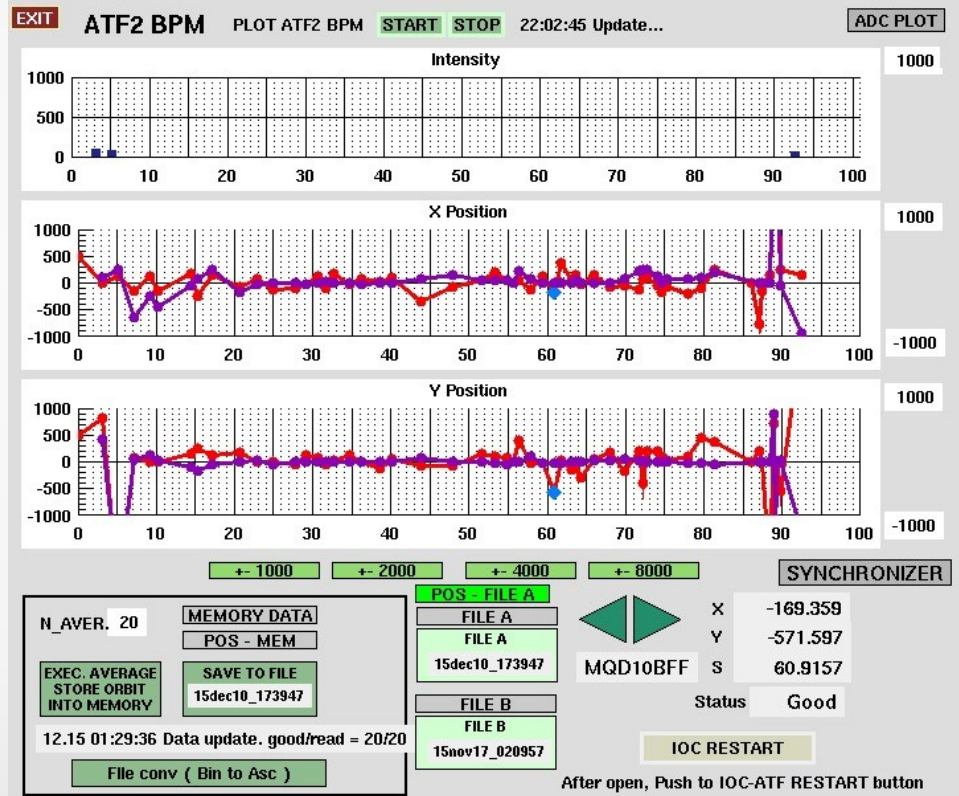 EXIT ATF2 BPM PLOT ATF2 BPM START STOP 22:02:45 Update... ADC PLOT
Intensity
1000
1000
500
0
0 10 20 30 40 50 60 70 80 90 100
X Position
1000
1000
500
0
-500
-1000
-1000
0 10 20 30 40 50 60 70 80 90 100
Y Position
1000
1000
500
0
-500
-1000
-1000
0 10 20 30 40 50 60 70 80 90 100
+- 1000 +- 2000 +- 4000 +- 8000 SYNCHRONIZER
N_AVER. 20
MEMORY DATA
POS - MEM
EXEC. AVERAGE
STORE ORBIT
INTO MEMORY
SAVE TO FILE
15dec10_173947
12.15 01:29:36 Data update. good/read = 20/20
FIle conv ( Bin to Asc )
POS - FILE A
FILE A
FILE A
15dec10_173947
FILE B
FILE B
15nov17_020957
MQD10BFF
X -169.359
Y -571.597
S 60.9157
Status Good
IOC RESTART
After open, Push to IOC-ATF RESTART button